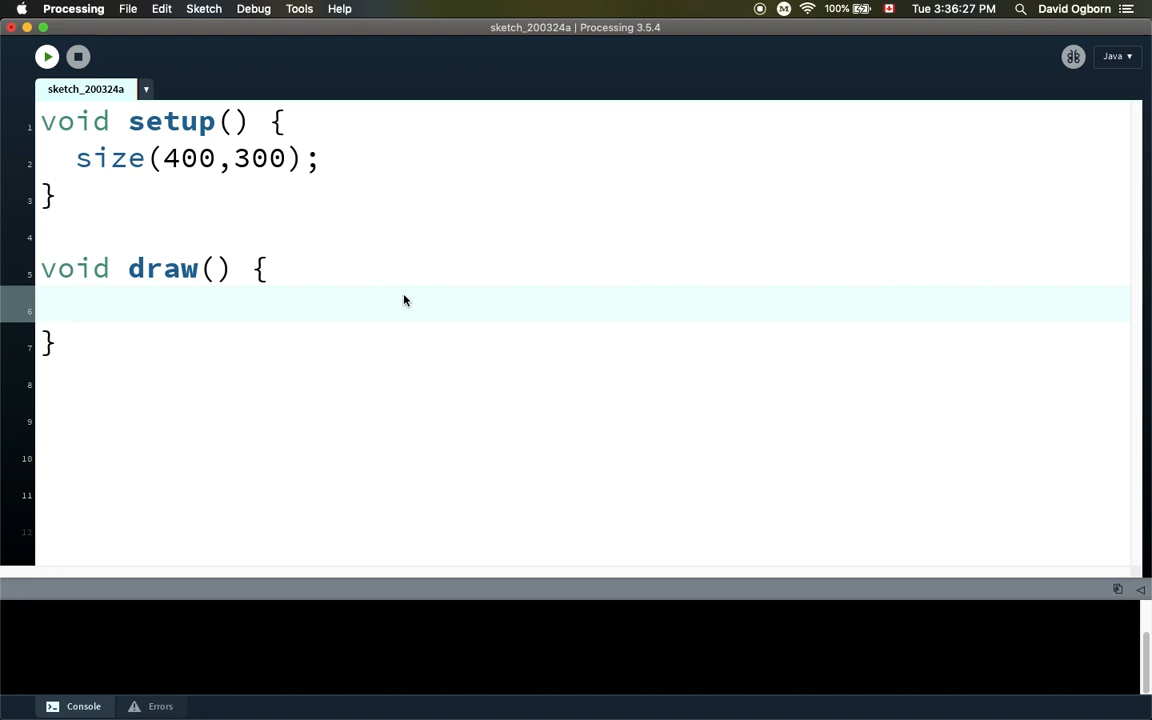 Processing File Edit Sketch Debug Tools Help M 100% Tue 3:36:27 PM David Ogborn
sketch_200324a | Processing 3.5.4
Java ▾
sketch_200324a ▼
1 void setup() {
2 size(400,300);
3 }
4
5 void draw() {
6
7 }
8
9
10
11
12
Console Errors